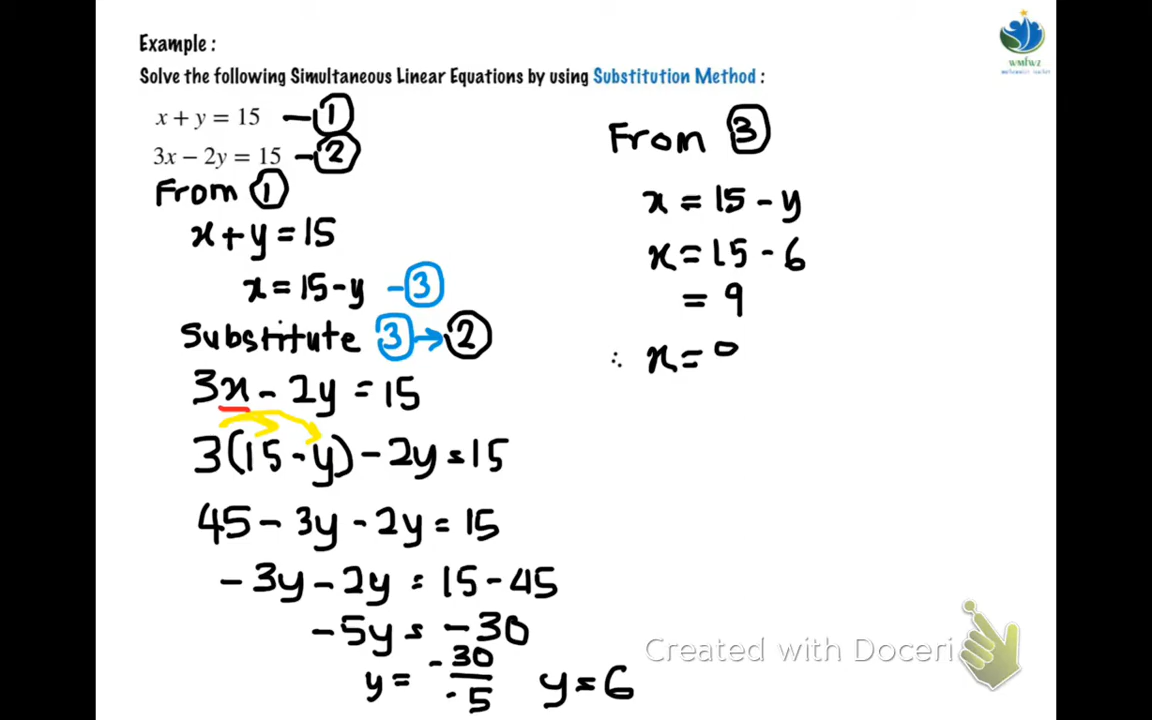 Example :
Solve the following Simultaneous Linear Equations by using Substitution Method :
x + y = 15 — 1
3x − 2y = 15 – 2
From 1
x + y = 15
x = 15 - y - 3
Substitute 3 → 2
3x - 2y = 15
3(15 - y) - 2y = 15
45 - 3y - 2y = 15
- 3y - 2y = 15 - 45
- 5y = - 30
y = -30/-5 y = 6
From 3
x = 15 - y
x = 15 - 6
= 9
∴ x =
wmfwz
Created with Doceri